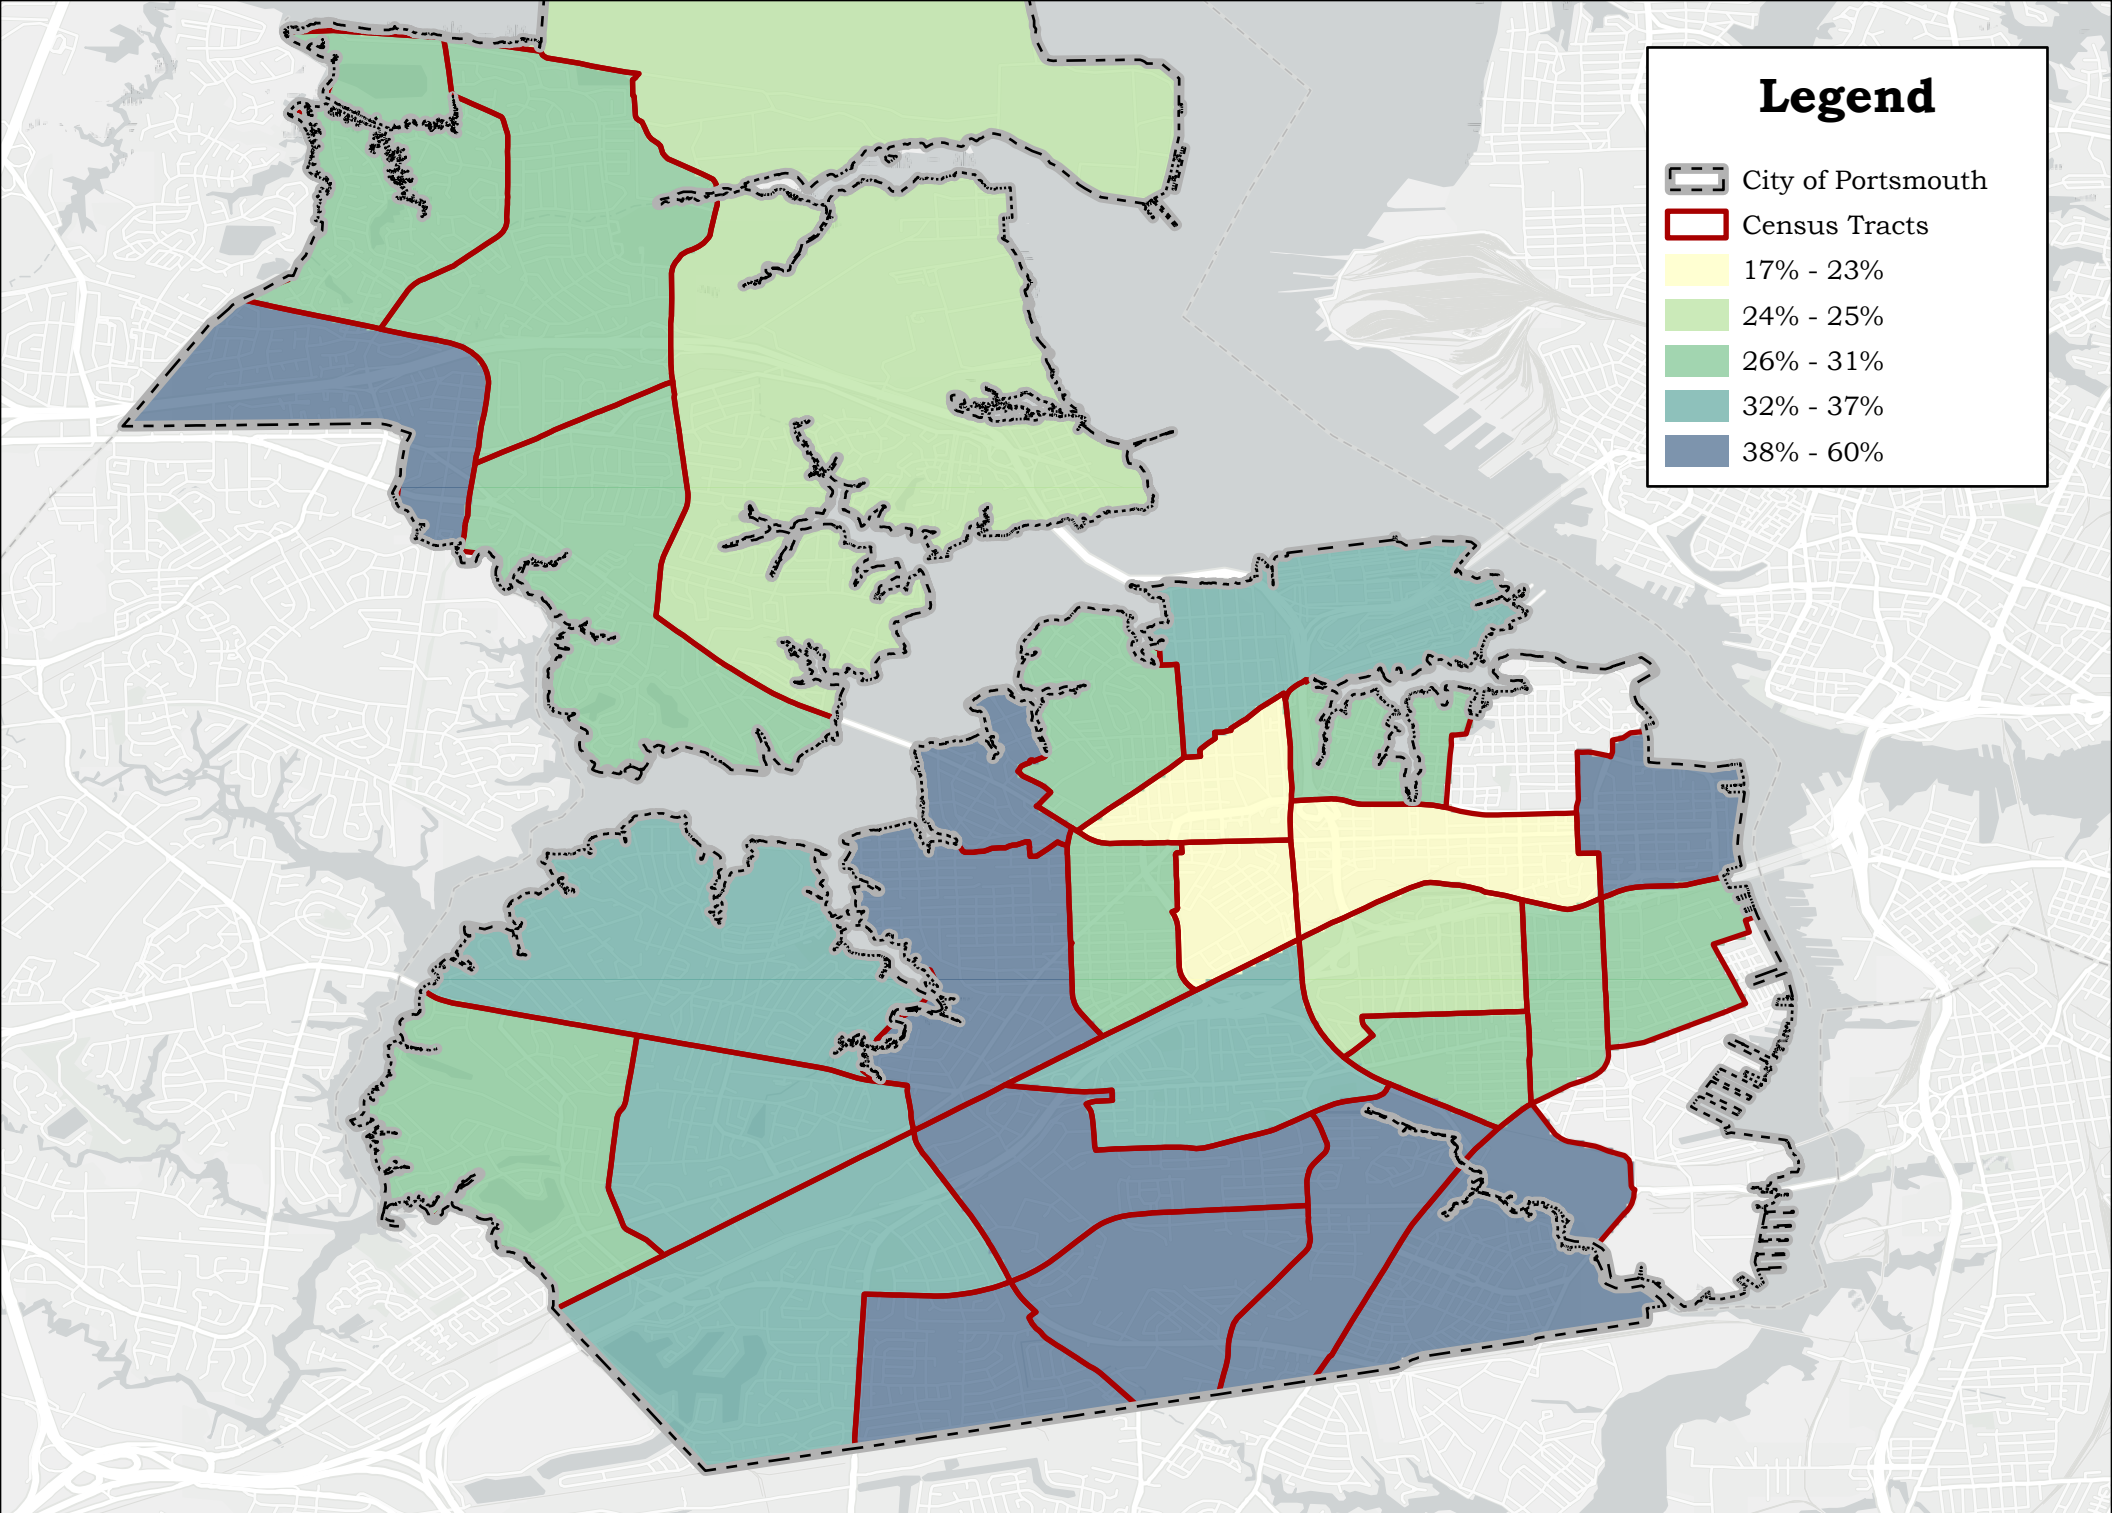 Legend
City of Portsmouth
Census Tracts
17% - 23%
24% - 25%
26% - 31%
32% - 37%
38% - 60%